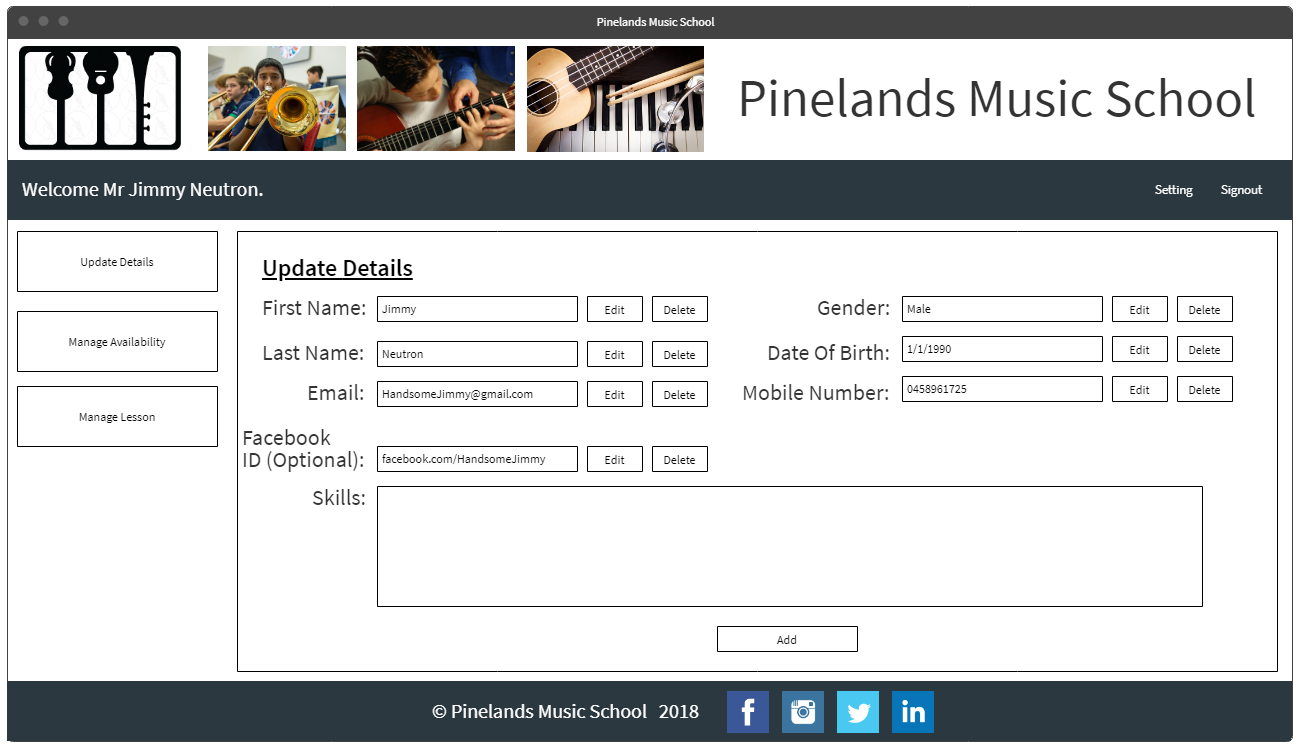 Pinelands Music School
Pinelands Music School
Welcome Mr Jimmy Neutron.
Setting
Signout
Update Details
Manage Availability
Manage Lesson
Update Details
First Name: Jimmy Edit Delete
Gender: Male Edit Delete
Last Name: Neutron Edit Delete
Date Of Birth: 1/1/1990 Edit Delete
Email: HandsomeJimmy@gmail.com Edit Delete
Mobile Number: 0458961725 Edit Delete
Facebook
ID (Optional): facebook.com/HandsomeJimmy Edit Delete
Skills:
Add
© Pinelands Music School 2018
f
in